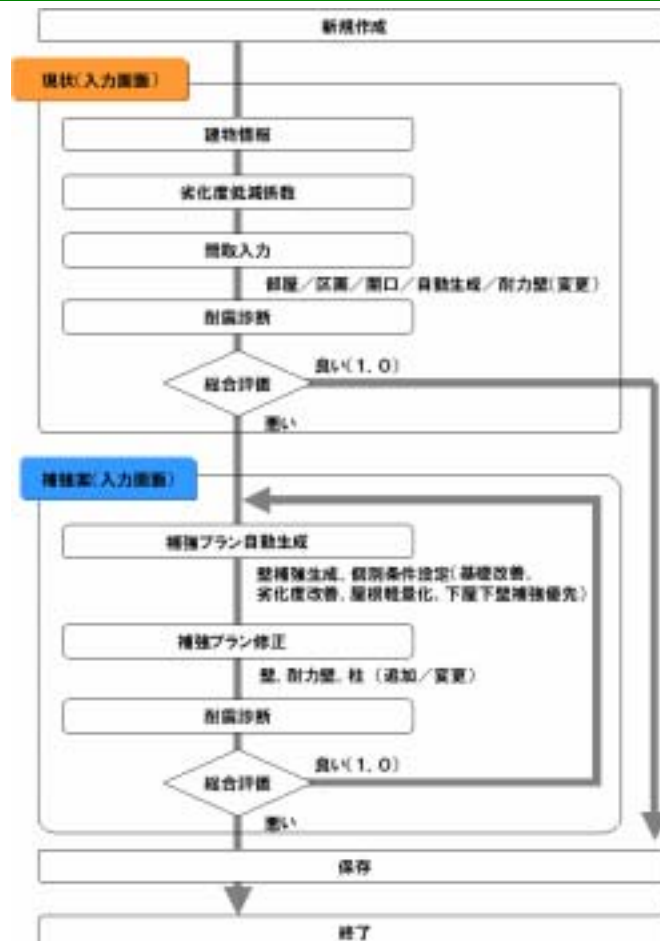 新規作成
現状(入力画面)
建物情報
劣化度低減係数
間取入力
部屋／区画／開口／自動生成／耐力壁(変更)
耐震診断
総合評価
良い(1.0)
悪い
補強案(入力画面)
補強プラン自動生成
壁補強生成、個別条件設定(基礎改善、
劣化度改善、屋根軽量化、下屋下壁補強優先)
補強プラン修正
壁、耐力壁、柱（追加／変更）
耐震診断
総合評価
良い(1.0)
悪い
保存
終了